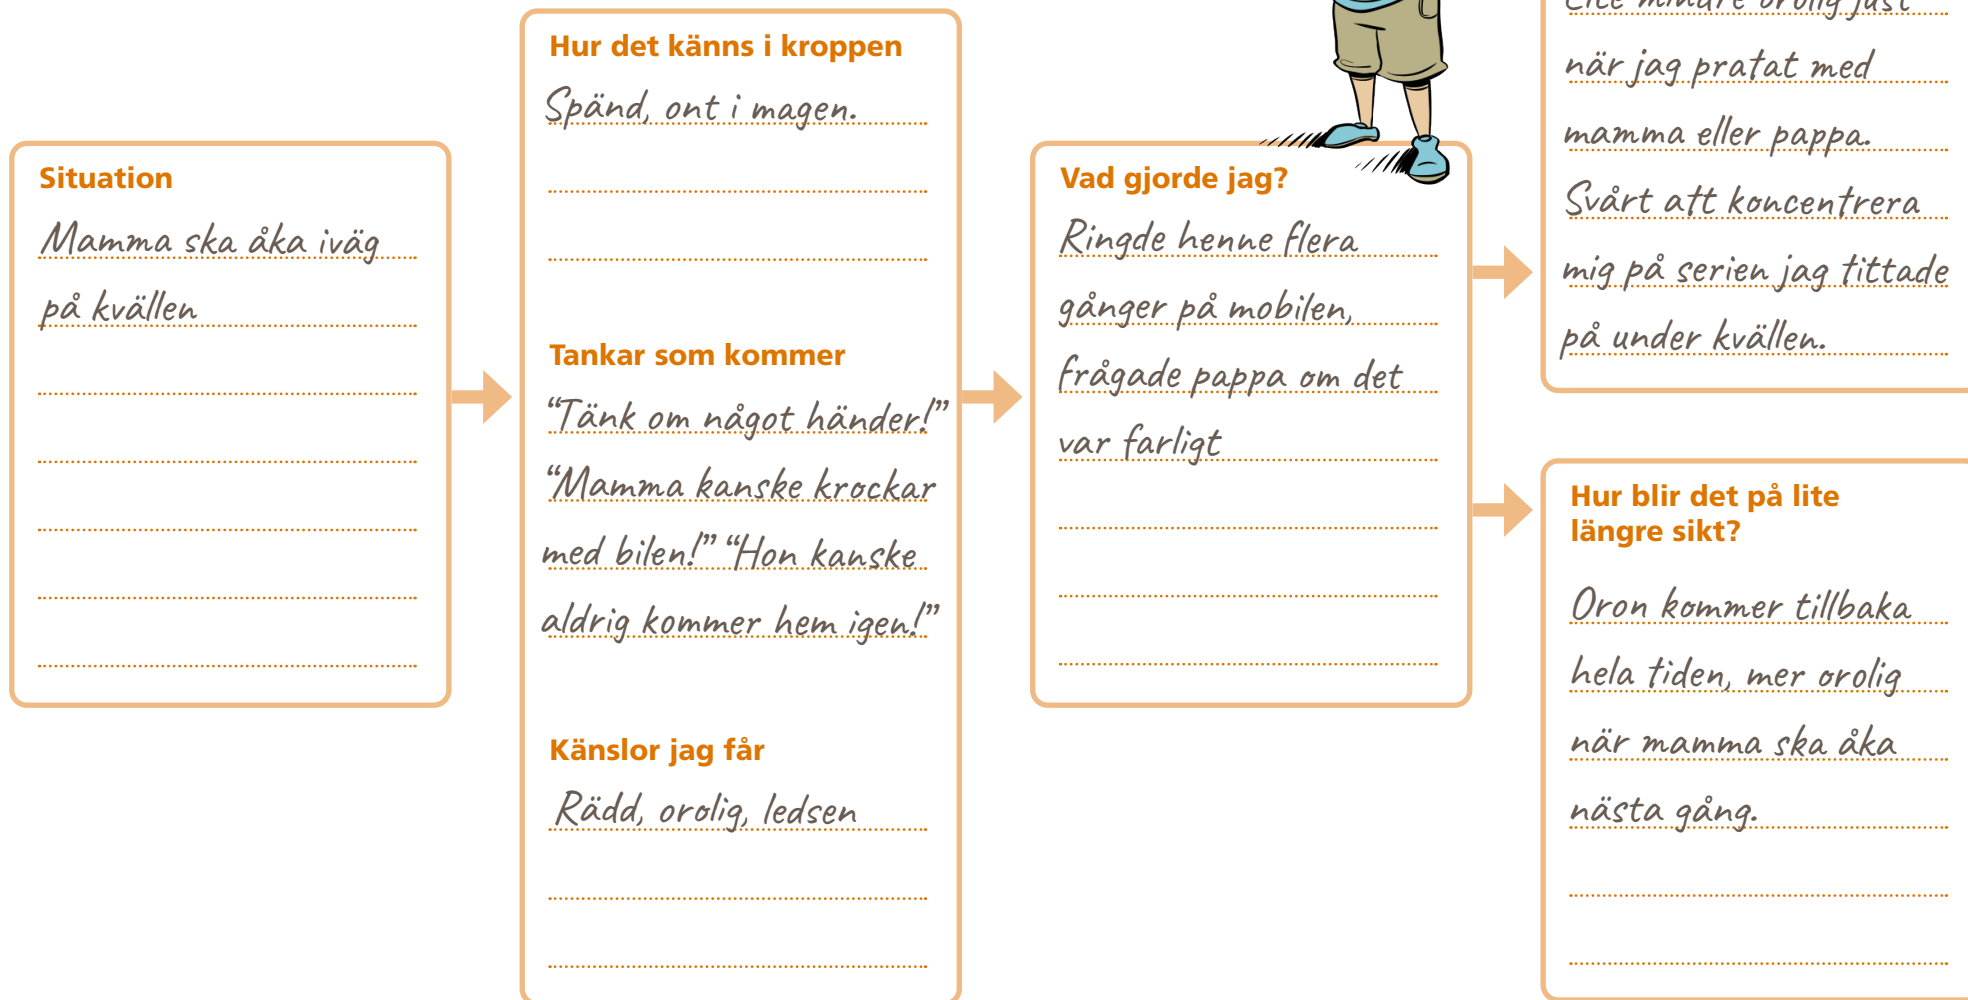 Situation
Mamma ska åka iväg
på kvällen
Hur det känns i kroppen
Spänd, ont i magen.
Tankar som kommer
“Tänk om något händer!”
“Mamma kanske krockar
med bilen!” “Hon kanske
aldrig kommer hem igen!”
Känslor jag får
Rädd, orolig, ledsen
Vad gjorde jag?
Ringde henne flera
gånger på mobilen,
frågade pappa om det
var farligt
Lite mindre orolig just
när jag pratat med
mamma eller pappa.
Svårt att koncentrera
mig på serien jag tittade
på under kvällen.
Hur blir det på lite
längre sikt?
Oron kommer tillbaka
hela tiden, mer orolig
när mamma ska åka
nästa gång.